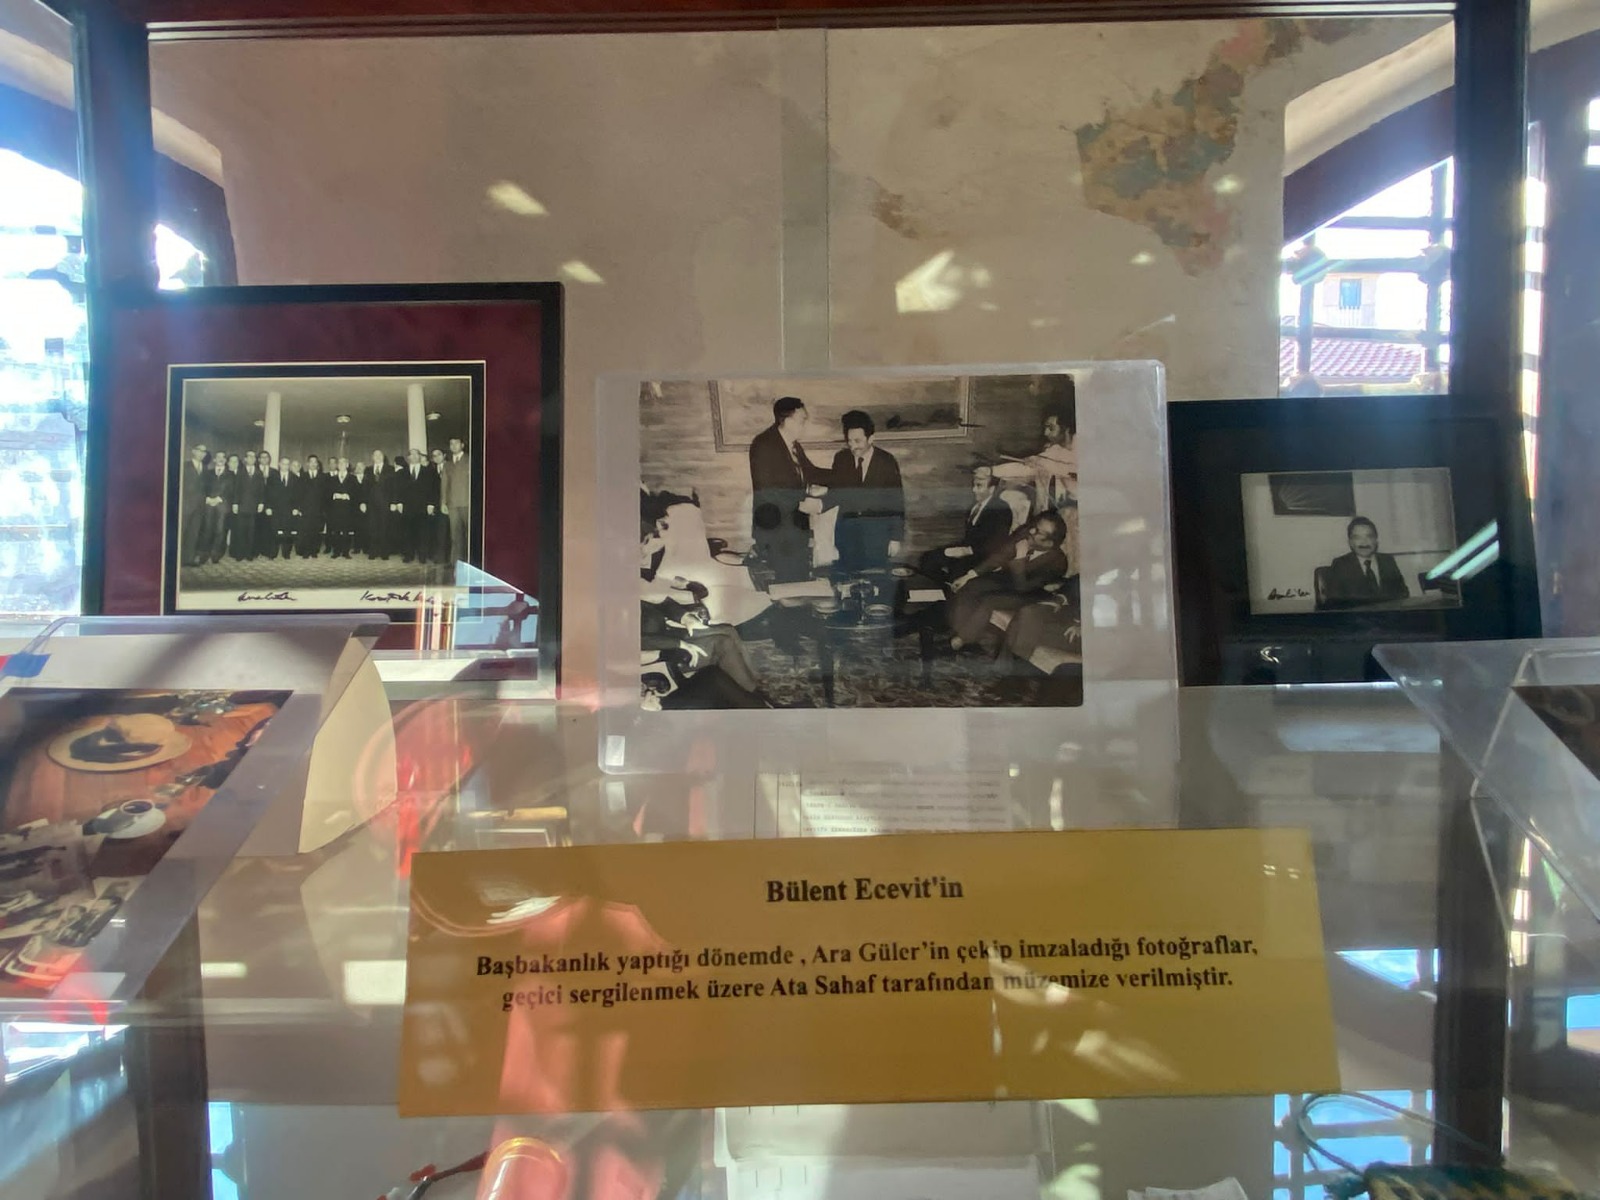 Bülent Ecevit'in
Başbakanlık yaptığı dönemde , Ara Güler'in çekip imzaladığı fotoğraflar,
geçici sergilenmek üzere Ata Sahaf tarafından müzemize verilmiştir.